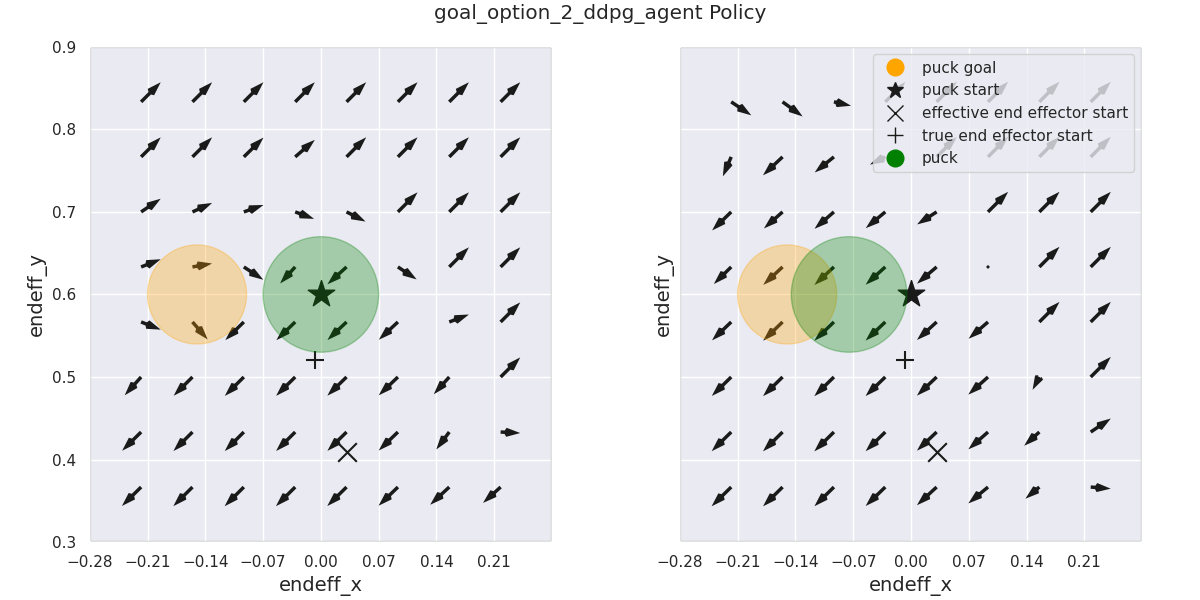 goal_option_2_ddpg_agent Policy
0.9
0.8
0.7
0.6
0.5
0.4
0.3
endeff_y
−0.28 −0.21 −0.14 −0.07 0.00 0.07 0.14 0.21
endeff_x
puck goal
puck start
effective end effector start
true end effector start
puck
endeff_y
−0.28 −0.21 −0.14 −0.07 0.00 0.07 0.14 0.21
endeff_x